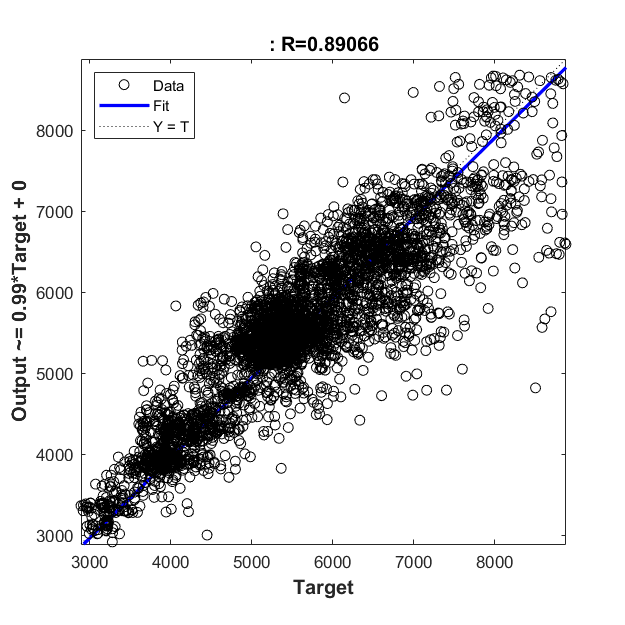 : R=0.89066
Data
Fit
Y = T
Output ~= 0.99*Target + 0
8000
7000
6000
5000
4000
3000
3000 4000 5000 6000 7000 8000
Target